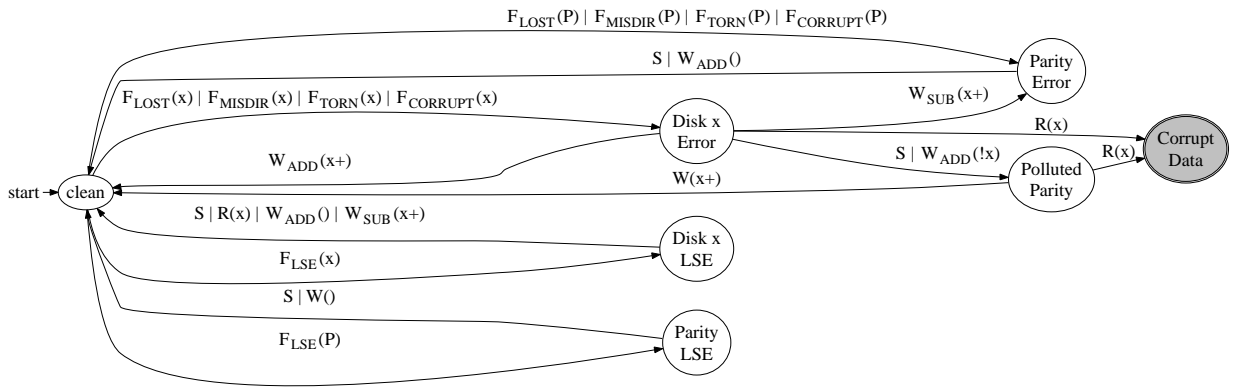 F_LOST(P) | F_MISDIR(P) | F_TORN(P) | F_CORRUPT(P)
S | W_ADD()
Parity
Error
F_LOST(x) | F_MISDIR(x) | F_TORN(x) | F_CORRUPT(x)
W_SUB(x+)
Disk x
Error
R(x)
Corrupt
Data
W_ADD(x+)
S | W_ADD(!x)
R(x)
Polluted
Parity
W(x+)
start
clean
S | R(x) | W_ADD() | W_SUB(x+)
Disk x
LSE
F_LSE(x)
S | W()
Parity
LSE
F_LSE(P)